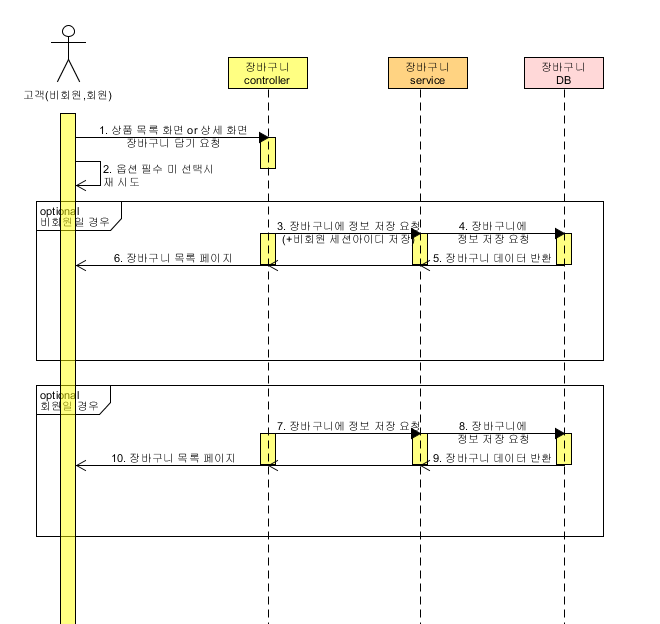 고객(비회원,회원)
장바구니
controller
장바구니
service
장바구니
DB
1. 상품 목록 화면 or 상세 화면
장바구니 담기 요청
2. 옵션 필수 미 선택시
재 시도
optional
비회원일 경우
3. 장바구니에 정보 저장 요청
(+비회원 세션아이디 저장)
4. 장바구니에
정보 저장 요청
5. 장바구니 데이터 반환
6. 장바구니 목록 페이지
optional
회원일 경우
7. 장바구니에 정보 저장 요청
8. 장바구니에
정보 저장 요청
9. 장바구니 데이터 반환
10. 장바구니 목록 페이지